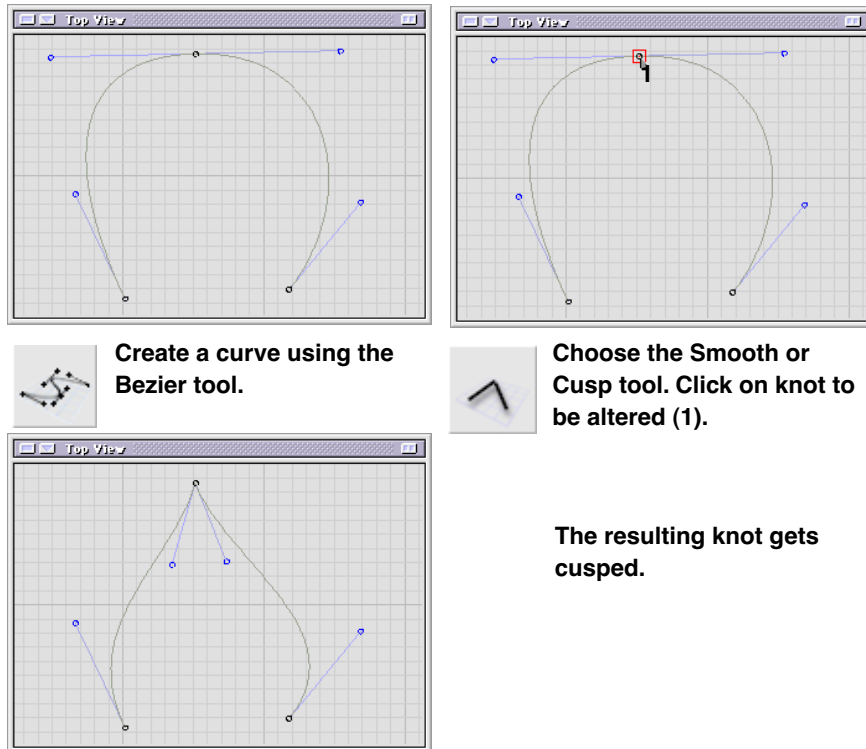 Top View
Top View
1
Create a curve using the
Bezier tool.
Choose the Smooth or
Cusp tool. Click on knot to
be altered (1).
Top View
The resulting knot gets
cusped.